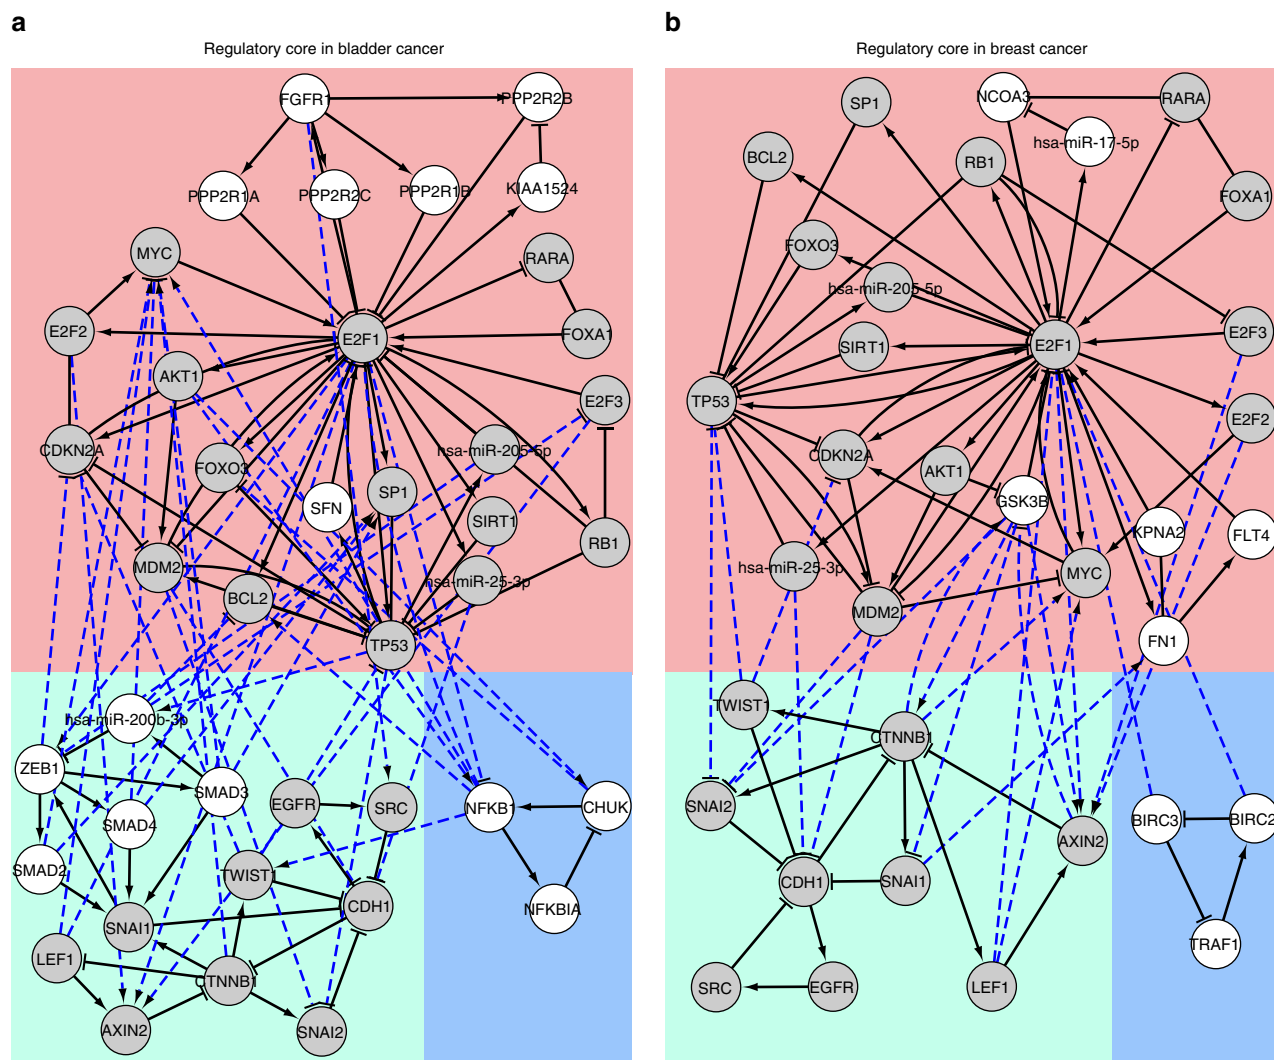 a
b
Regulatory core in bladder cancer
Regulatory core in breast cancer
FGFR1
PPP2R2B
PPP2R1A
PPP2R2C
PPP2R1B
KIAA1524
MYC
RARA
E2F2
E2F1
FOXA1
AKT1
E2F3
CDKN2A
FOXO3
hsa-miR-205-5p
SP1
SFN
SIRT1
RB1
MDM2
hsa-miR-25-3p
BCL2
TP53
hsa-miR-200b-3p
ZEB1
SMAD3
EGFR
SRC
NFKB1
CHUK
SMAD4
SMAD2
TWIST1
CDH1
NFKBIA
SNAI1
LEF1
CTNNB1
AXIN2
SNAI2
SP1
NCOA3
RARA
hsa-miR-17-5p
BCL2
RB1
FOXA1
FOXO3
hsa-miR-205-5p
SIRT1
E2F1
E2F3
TP53
E2F2
CDKN2A
AKT1
GSK3B
KPNA2
FLT4
hsa-miR-25-3p
MYC
MDM2
FN1
TWIST1
CTNNB1
SNAI2
BIRC3
BIRC2
AXIN2
CDH1
SNAI1
TRAF1
SRC
EGFR
LEF1